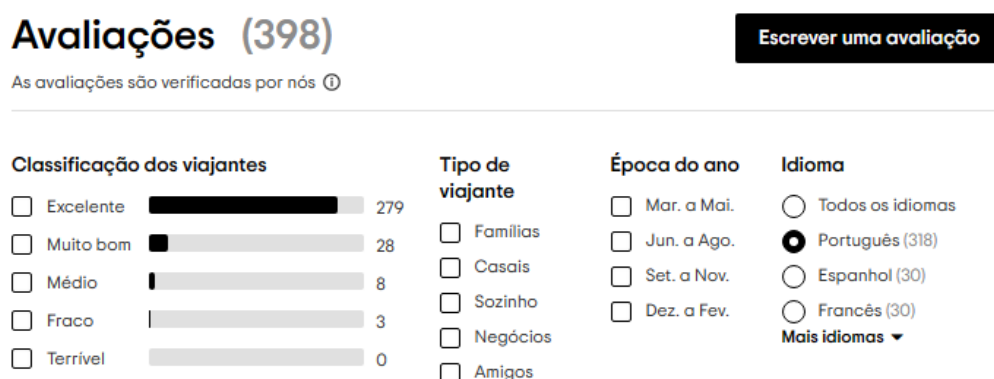 Avaliações (398)
Escrever uma avaliação
As avaliações são verificadas por nós
Classificação dos viajantes
Excelente 279
Muito bom 28
Médio 8
Fraco 3
Terrível 0
Tipo de
viajante
Famílias
Casais
Sozinho
Negócios
Amigos
Época do ano
Mar. a Mai.
Jun. a Ago.
Set. a Nov.
Dez. a Fev.
Idioma
Todos os idiomas
Português (318)
Espanhol (30)
Francês (30)
Mais idiomas